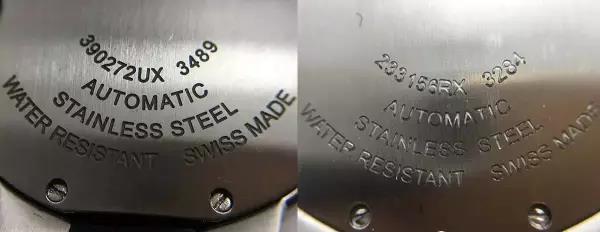 390272UX 3489
AUTOMATIC
STAINLESS STEEL
WATER RESISTANT SWISS MADE
233156RX 3284
AUTOMATIC
STAINLESS STEEL
WATER RESISTANT SWISS MADE